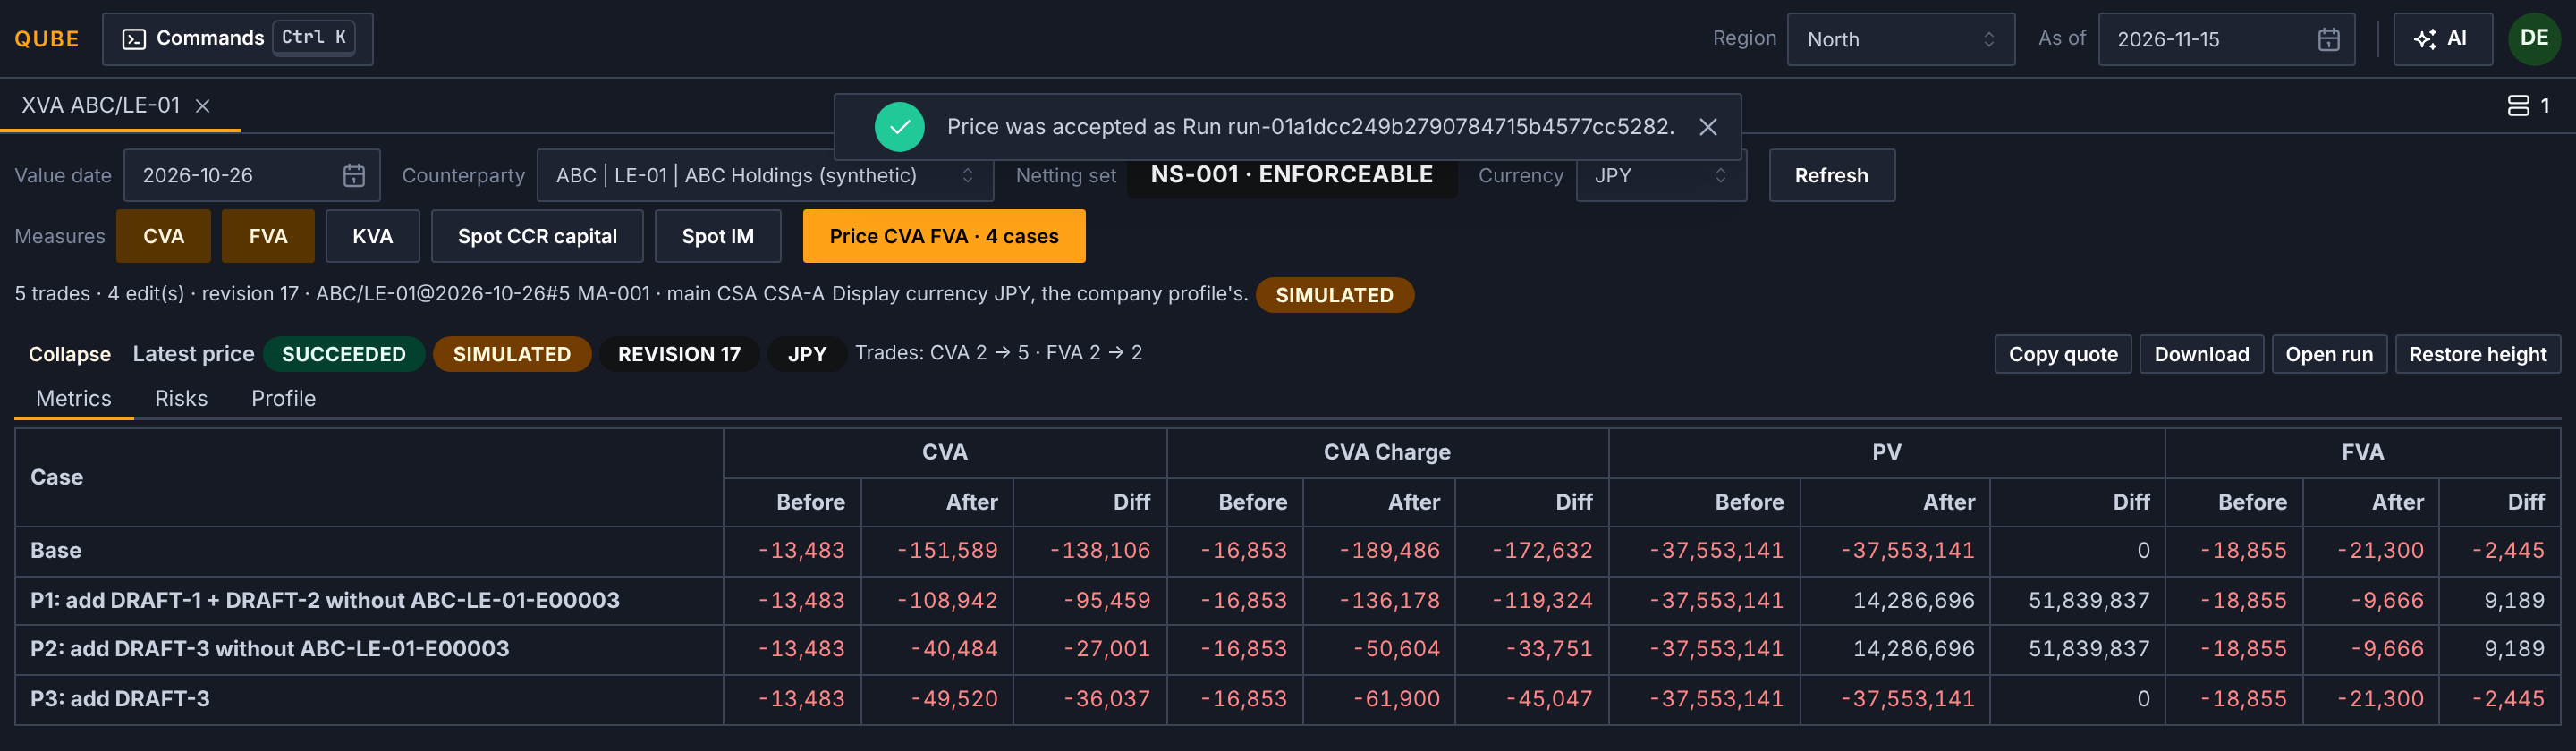 QUBE Commands Ctrl K Region North As of 2026-11-15 AI DE
XVA ABC/LE-01 1
Price was accepted as Run run-01a1dcc249b2790784715b4577cc5282.
Value date 2026-10-26 Counterparty ABC | LE-01 | ABC Holdings (synthetic) Netting set NS-001 · ENFORCEABLE Currency JPY Refresh
Measures CVA FVA KVA Spot CCR capital Spot IM Price CVA FVA · 4 cases
5 trades · 4 edit(s) · revision 17 · ABC/LE-01@2026-10-26#5 MA-001 · main CSA CSA-A Display currency JPY, the company profile's. SIMULATED
Collapse Latest price SUCCEEDED SIMULATED REVISION 17 JPY Trades: CVA 2 → 5 · FVA 2 → 2 Copy quote Download Open run Restore height
Metrics Risks Profile
Case CVA CVA Charge PV FVA
Before After Diff Before After Diff Before After Diff Before After Diff
Base -13,483 -151,589 -138,106 -16,853 -189,486 -172,632 -37,553,141 -37,553,141 0 -18,855 -21,300 -2,445
P1: add DRAFT-1 + DRAFT-2 without ABC-LE-01-E00003 -13,483 -108,942 -95,459 -16,853 -136,178 -119,324 -37,553,141 14,286,696 51,839,837 -18,855 -9,666 9,189
P2: add DRAFT-3 without ABC-LE-01-E00003 -13,483 -40,484 -27,001 -16,853 -50,604 -33,751 -37,553,141 14,286,696 51,839,837 -18,855 -9,666 9,189
P3: add DRAFT-3 -13,483 -49,520 -36,037 -16,853 -61,900 -45,047 -37,553,141 -37,553,141 0 -18,855 -21,300 -2,445